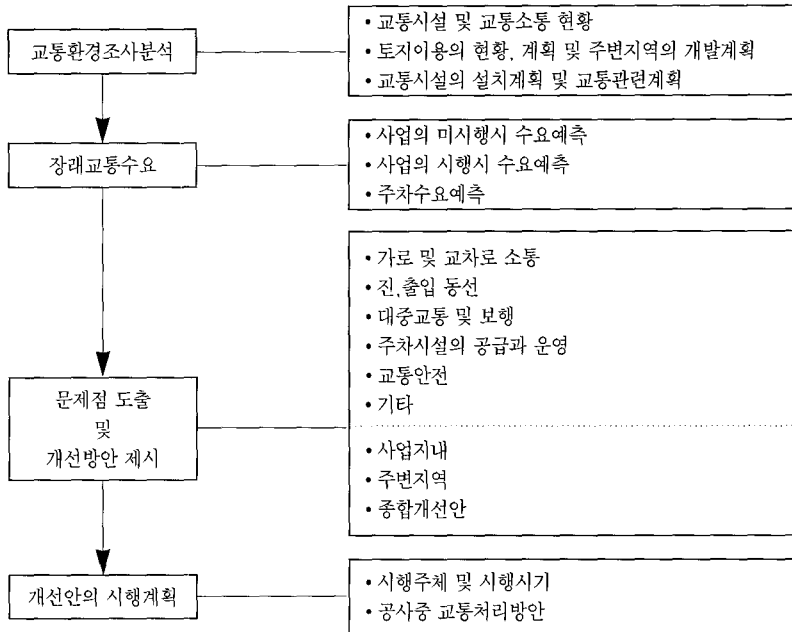 교통환경조사분석
• 교통시설 및 교통소통 현황
• 토지이용의 현황, 계획 및 주변지역의 개발계획
• 교통시설의 설치계획 및 교통관련계획
장래교통수요
• 사업의 미시행시 수요예측
• 사업의 시행시 수요예측
• 주차수요예측
문제점 도출
및
개선방안 제시
• 가로 및 교차로 소통
• 진.출입 동선
• 대중교통 및 보행
• 주차시설의 공급과 운영
• 교통안전
• 기타
• 사업지내
• 주변지역
• 종합개선안
개선안의 시행계획
• 시행주체 및 시행시기
• 공사중 교통처리방안